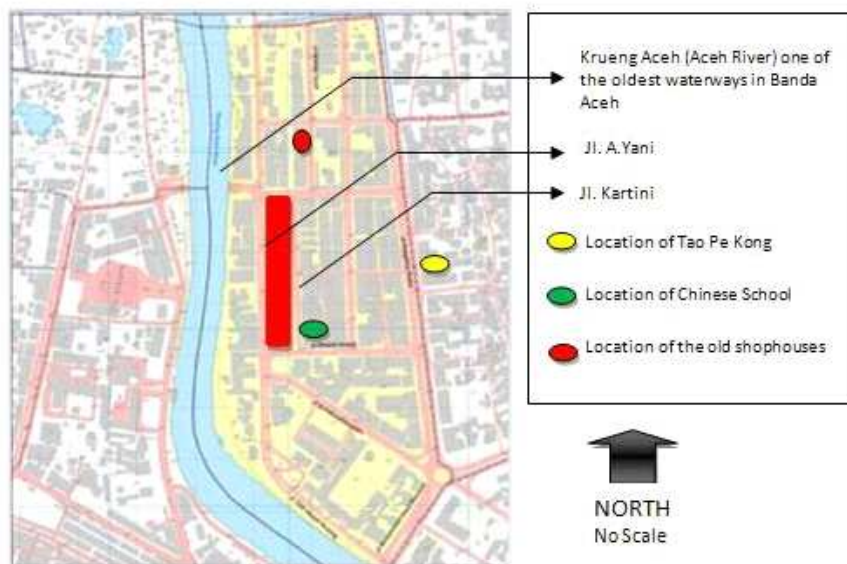 Krueng Aceh (Aceh River) one of
the oldest waterways in Banda
Aceh
Jl. A.Yani
Jl. Kartini
Location of Tao Pe Kong
Location of Chinese School
Location of the old shophouses
NORTH
No Scale